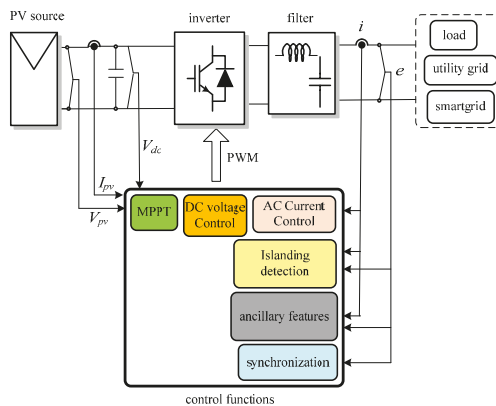 PV source
inverter
filter
i
e
load
utility grid
smartgrid
V_dc
PWM
I_pv
V_pv
MPPT
DC voltage
Control
AC Current
Control
Islanding
detection
ancillary features
synchronization
control functions